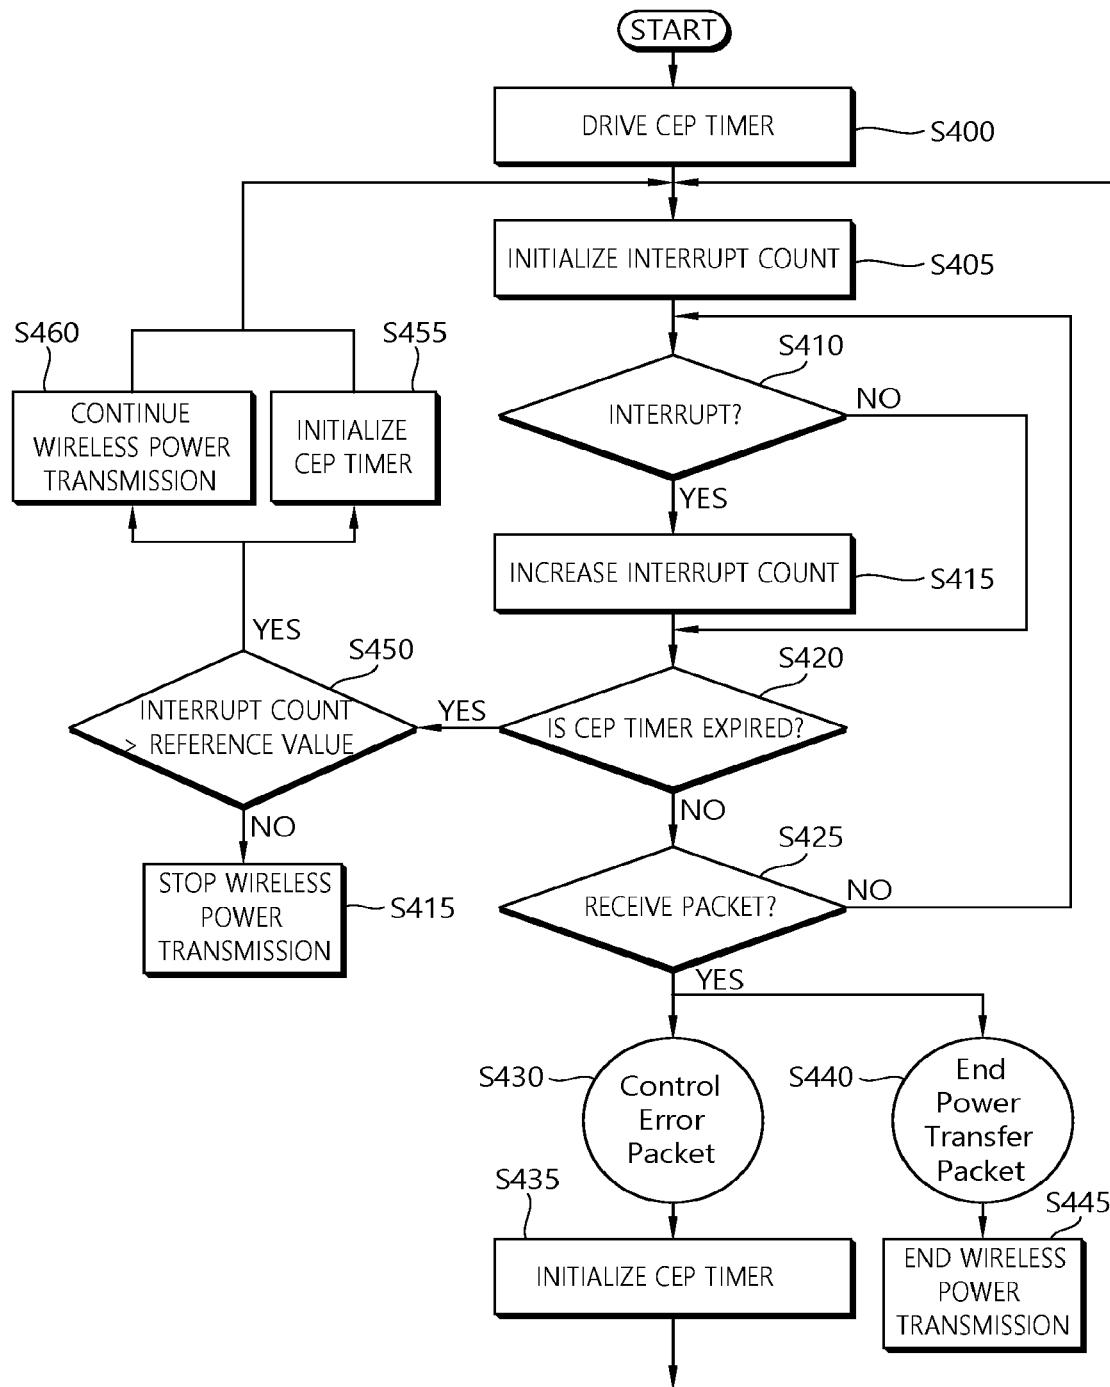 START
DRIVE CEP TIMER
S400
INITIALIZE INTERRUPT COUNT
S405
S460
S455
S410
CONTINUE
WIRELESS POWER
TRANSMISSION
INITIALIZE
CEP TIMER
INTERRUPT?
NO
YES
INCREASE INTERRUPT COUNT
S415
YES
S450
S420
INTERRUPT COUNT
> REFERENCE VALUE
YES
IS CEP TIMER EXPIRED?
NO
NO
S425
STOP WIRELESS
POWER
TRANSMISSION
S415
RECEIVE PACKET?
NO
YES
S430
Control
Error
Packet
S440
End
Power
Transfer
Packet
S435
S445
INITIALIZE CEP TIMER
END WIRELESS
POWER
TRANSMISSION